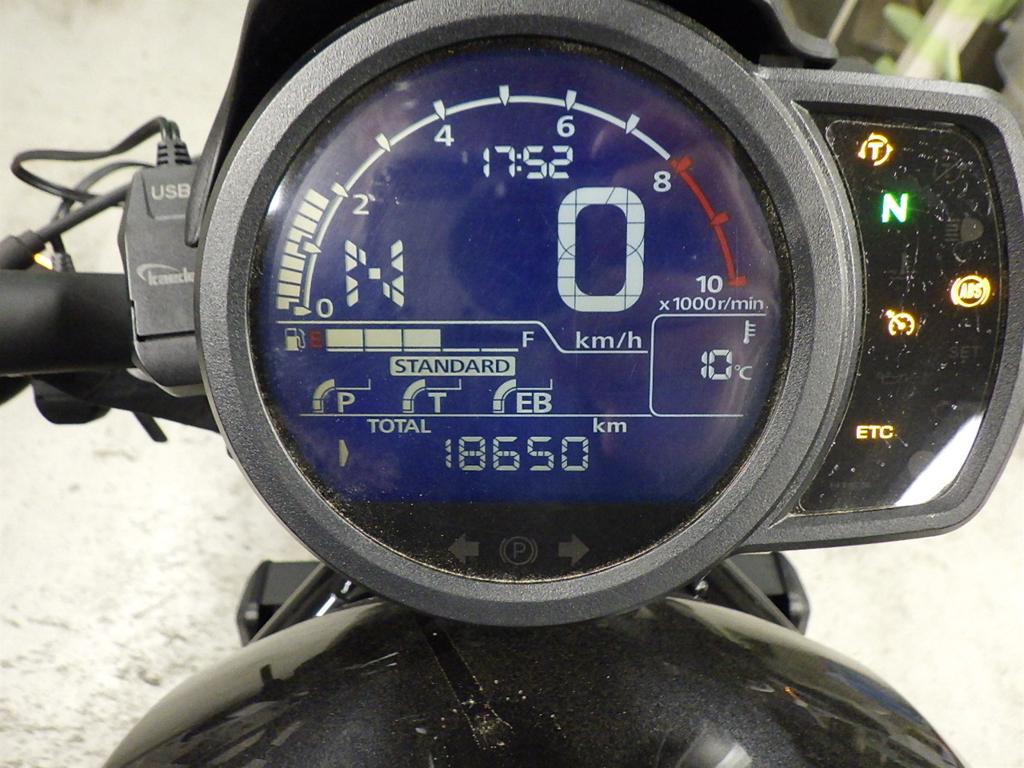 4 6
17:52
USB
T
2 8
N
N 0
kaedear
ABS
0 10
x1000r/min
E F km/h
SET
STANDARD 10°C
P T EB
ETC
TOTAL km
18650
P